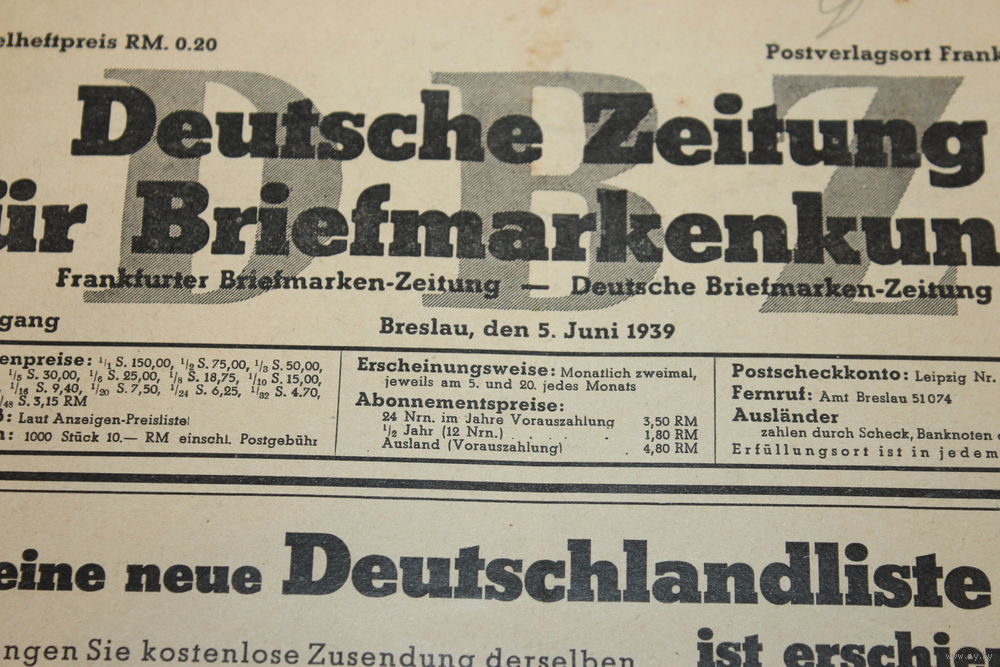 elheftpreis RM. 0.20
Postverlagsort Frank
DBZ
Deutsche Zeitung
ür Briefmarkenkun
Frankfurter Briefmarken-Zeitung — Deutsche Briefmarken-Zeitung
gang
Breslau, den 5. Juni 1939
enpreise: 1/1 S. 150,00, 1/2 S. 75,00, 1/3 S. 50,00,
1/5 S. 30,00, 1/6 S. 25,00, 1/8 S. 18,75, 1/10 S. 15,00,
1/16 S. 9,40, 1/20 S. 7,50, 1/24 S. 6,25, 1/32 S. 4.70,
/48 S. 3,15 RM
: Laut Anzeigen-Preisliste
: 1000 Stück 10.— RM einschl. Postgebühr
Erscheinungsweise: Monatlich zweimal,
jeweils am 5. und 20. jedes Monats
Abonnementspreise:
24 Nrn. im Jahre Vorauszahlung 3,50 RM
1/2 Jahr (12 Nrn.) 1,80 RM
Ausland (Vorauszahlung) 4,80 RM
Postscheckkonto: Leipzig Nr.
Fernruf: Amt Breslau 51074
Ausländer
zahlen durch Scheck, Banknoten
Erfüllungsort ist in jedem
eine neue Deutschlandliste
ist erschi
ngen Sie kostenlose Zusendung derselben
www.ay.by